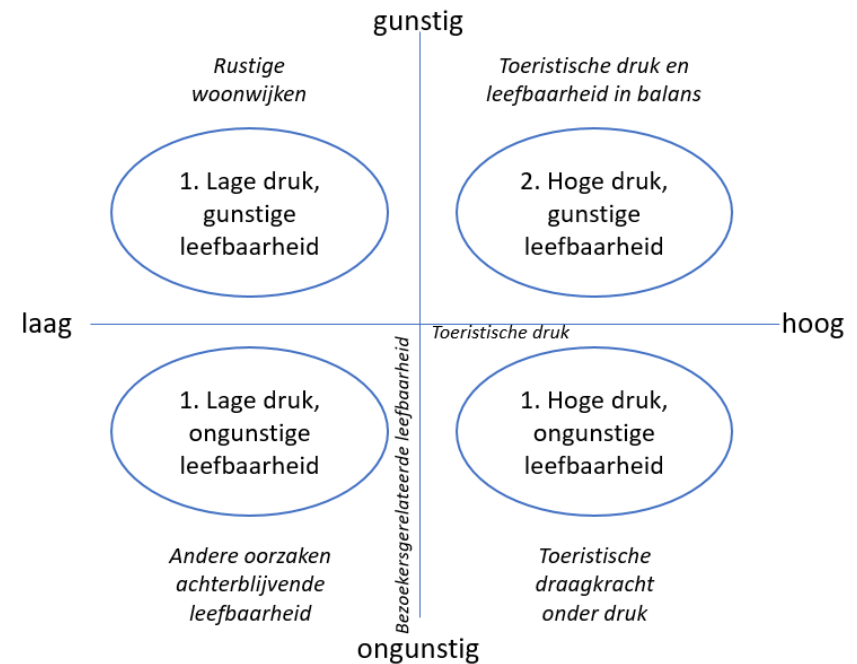 gunstig
Rustige
woonwijken
Toeristische druk en
leefbaarheid in balans
1. Lage druk,
gunstige
leefbaarheid
2. Hoge druk,
gunstige
leefbaarheid
laag
Toeristische druk
hoog
Bezoekersgerelateerde leefbaarheid
1. Lage druk,
ongunstige
leefbaarheid
1. Hoge druk,
ongunstige
leefbaarheid
Andere oorzaken
achterblijvende
leefbaarheid
Toeristische
draagkracht
onder druk
ongunstig